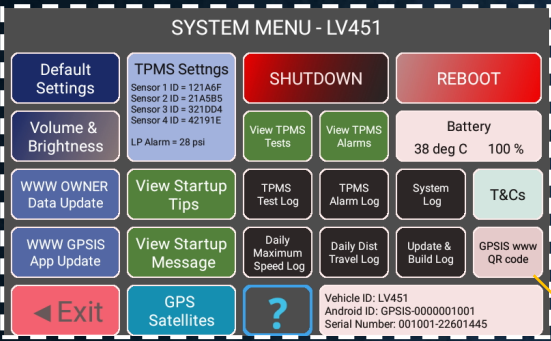 SYSTEM MENU - LV451
Default
Settings
TPMS Settngs
Sensor 1 ID = 121A6F
Sensor 2 ID = 21A5B5
Sensor 3 ID = 321DD4
Sensor 4 ID = 42191E
LP Alarm = 28 psi
SHUTDOWN
REBOOT
Volume &
Brightness
View TPMS
Tests
View TPMS
Alarms
Battery
38 deg C 100 %
WWW OWNER
Data Update
View Startup
Tips
TPMS
Test Log
TPMS
Alarm Log
System
Log
T&Cs
WWW GPSIS
App Update
View Startup
Message
Daily
Maximum
Speed Log
Daily Dist
Travel Log
Update &
Build Log
GPSIS www
QR code
◄Exit
GPS
Satellites
?
Vehicle ID: LV451
Android ID: GPSIS-0000001001
Serial Number: 001001-22601445